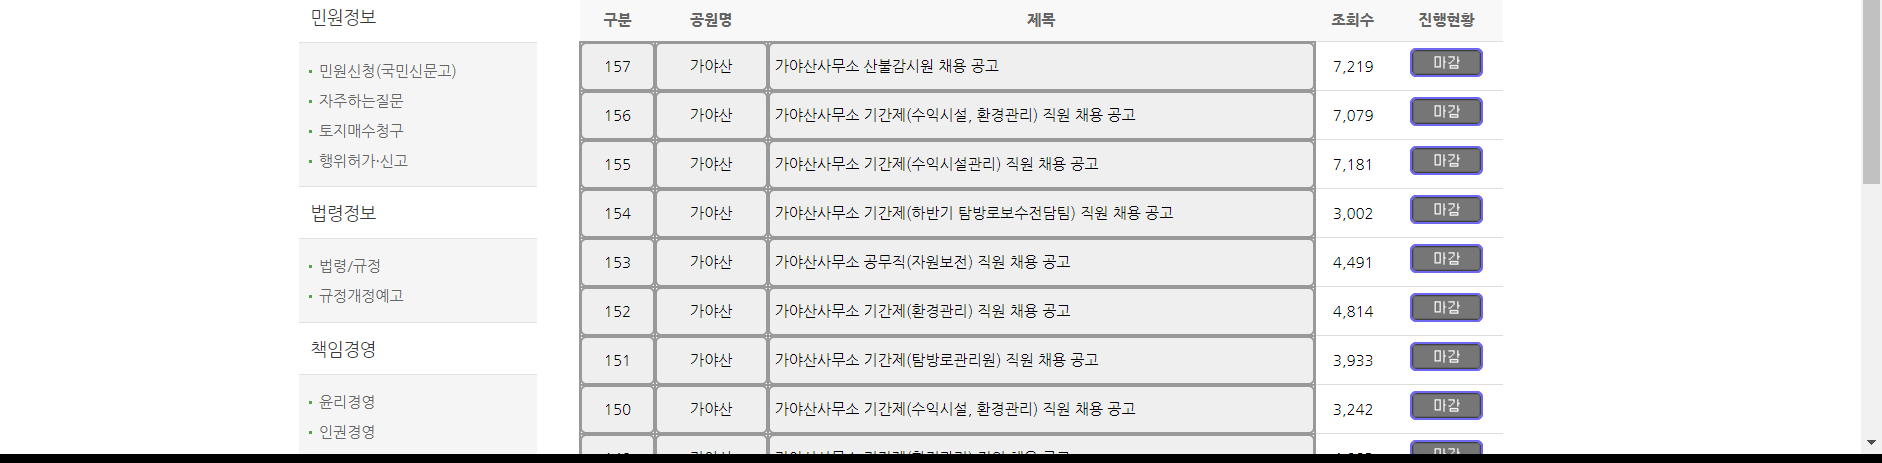 민원정보
민원신청(국민신문고)
자주하는질문
토지매수청구
행위허가·신고
법령정보
법령/규정
규정개정예고
책임경영
윤리경영
인권경영
구분 공원명 제목 조회수 진행현황
157 가야산 가야산사무소 산불감시원 채용 공고 7,219 마감
156 가야산 가야산사무소 기간제(수익시설, 환경관리) 직원 채용 공고 7,079 마감
155 가야산 가야산사무소 기간제(수익시설관리) 직원 채용 공고 7,181 마감
154 가야산 가야산사무소 기간제(하반기 탐방로보수전담팀) 직원 채용 공고 3,002 마감
153 가야산 가야산사무소 공무직(자원보전) 직원 채용 공고 4,491 마감
152 가야산 가야산사무소 기간제(환경관리) 직원 채용 공고 4,814 마감
151 가야산 가야산사무소 기간제(탐방로관리원) 직원 채용 공고 3,933 마감
150 가야산 가야산사무소 기간제(수익시설, 환경관리) 직원 채용 공고 3,242 마감